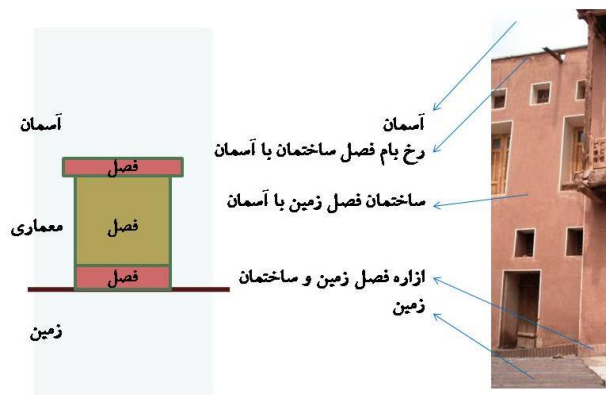 آسمان
فصل
معماری
فصل
فصل
زمین
آسمان
رخ بام فصل ساختمان با آسمان
ساختمان فصل زمین با آسمان
ازاره فصل زمین و ساختمان
زمین